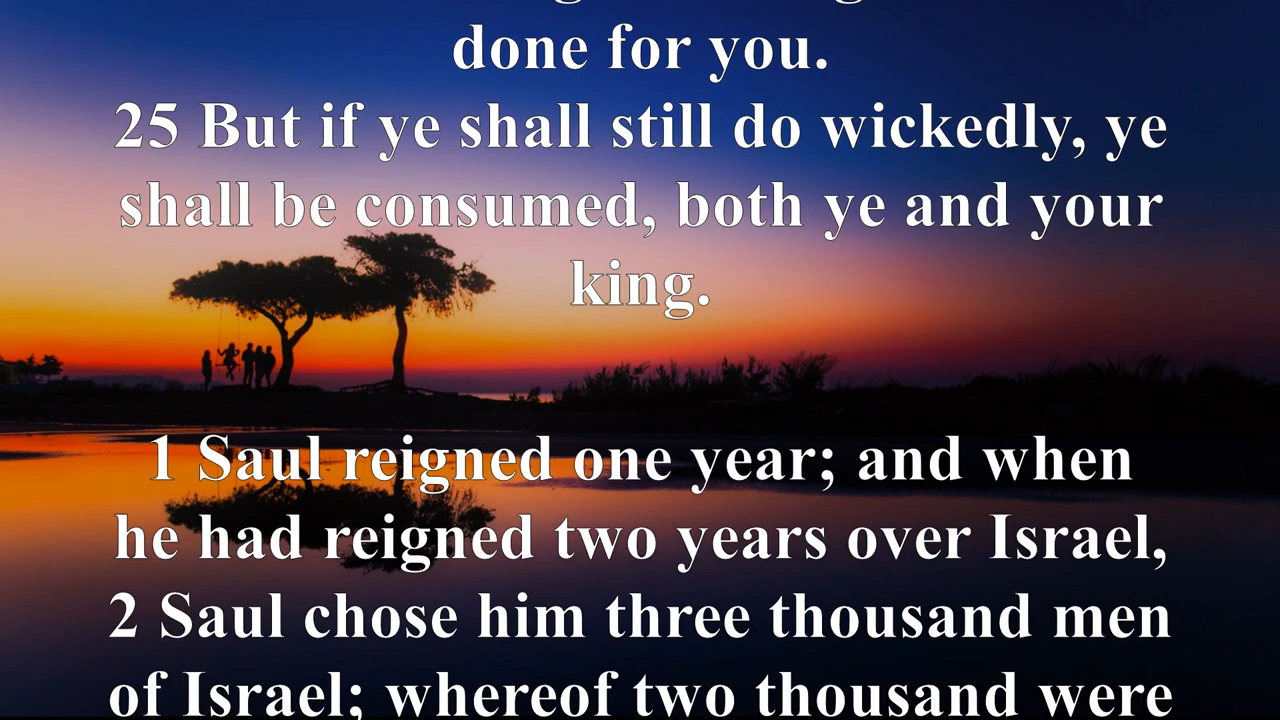 done for you.
25 But if ye shall still do wickedly, ye
shall be consumed, both ye and your
king.
1 Saul reigned one year; and when
he had reigned two years over Israel,
2 Saul chose him three thousand men
of Israel; whereof two thousand were